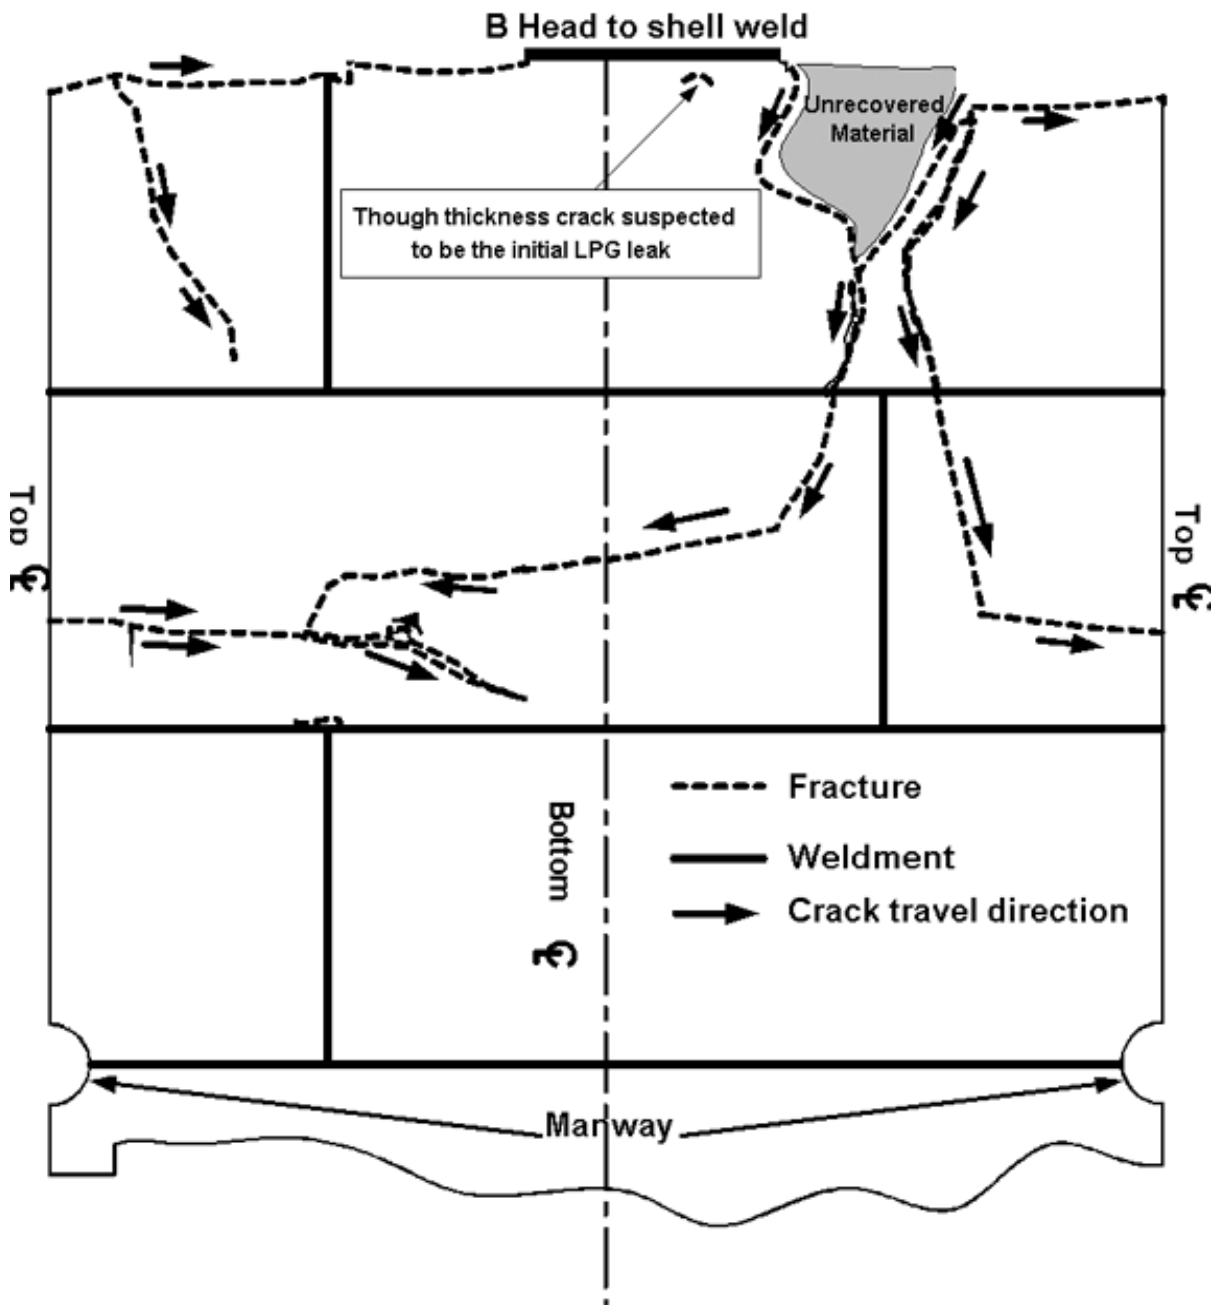 B Head to shell weld
Unrecovered
Material
Though thickness crack suspected
to be the initial LPG leak
Top
℄
Top
℄
Fracture
Weldment
Crack travel direction
Bottom
℄
Manway